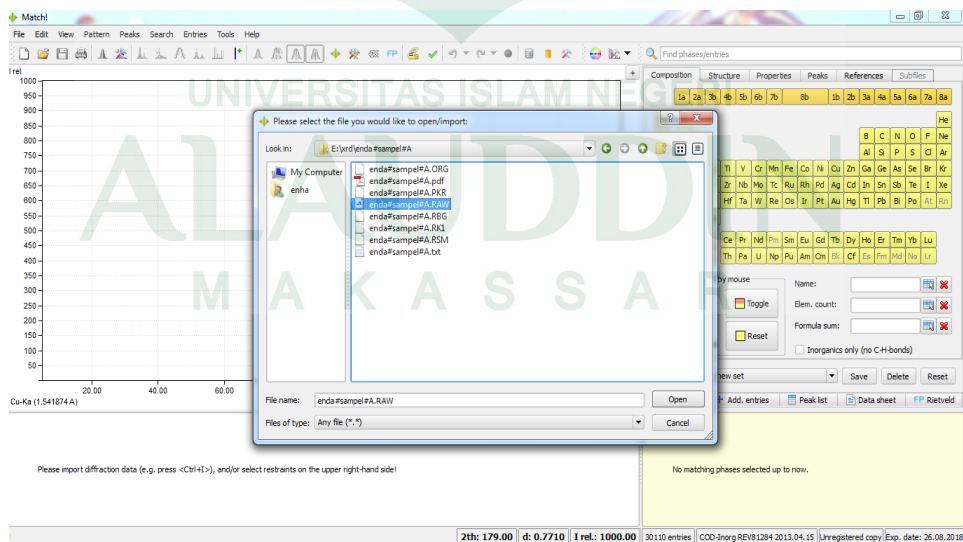 Match!
File Edit View Pattern Peaks Search Entries Tools Help
Find phases/entries
I rel.
1000
950
900
850
800
750
700
650
600
550
500
450
400
350
300
250
200
150
100
50
20.00 40.00 60.00
Cu-Ka (1.541874 A)
UNIVERSITAS ISLAM NEGERI
ALAUDDIN
MAKASSAR
Please select the file you would like to open/import:
Look in: E:\xrd\enda#sampel#A
My Computer
enha
enda#sampel#A.ORG
enda#sampel#A.pdf
enda#sampel#A.PKR
enda#sampel#A.RAW
enda#sampel#A.RBG
enda#sampel#A.RKI
enda#sampel#A.RSM
enda#sampel#A.txt
File name: enda#sampel#A.RAW Open
Files of type: Any file (*.*) Cancel
Composition Structure Properties Peaks References Subfiles
1a 2a 3b 4b 5b 6b 7b 8b 1b 2b 3a 4a 5a 6a 7a 8a
He
B C N O F Ne
Al Si P S Cl Ar
Ti V Cr Mn Fe Co Ni Cu Zn Ga Ge As Se Br Kr
Zr Nb Mo Tc Ru Rh Pd Ag Cd In Sn Sb Te I Xe
Hf Ta W Re Os Ir Pt Au Hg Tl Pb Bi Po At Rn
Ce Pr Nd Pm Sm Eu Gd Tb Dy Ho Er Tm Yb Lu
Th Pa U Np Pu Am Cm Bk Cf Es Fm Md No Lr
by mouse
Toggle
Reset
Name:
Elem. count:
Formula sum:
Inorganics only (no C-H-bonds)
new set Save Delete Reset
Add. entries Peak list Data sheet FP Rietveld
Please import diffraction data (e.g. press <Ctrl+I>), and/or select restraints on the upper right-hand side!
No matching phases selected up to now.
2th: 179.00 d: 0.7710 I rel.: 1000.00 30110 entries COD-Inorg REV81284 2013.04.15 Unregistered copy Exp. date: 26.08.2018